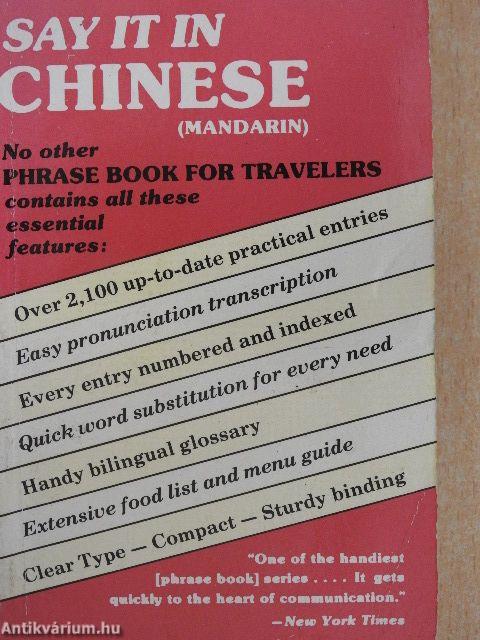 SAY IT IN
CHINESE
(MANDARIN)
No other
PHRASE BOOK FOR TRAVELERS
contains all these
essential
features:
Over 2,100 up-to-date practical entries
Easy pronunciation transcription
Every entry numbered and indexed
Quick word substitution for every need
Handy bilingual glossary
Extensive food list and menu guide
Clear Type — Compact — Sturdy binding
"One of the handiest
[phrase book] series . . . . It gets
quickly to the heart of communication."
—New York Times
Antikvárium.hu